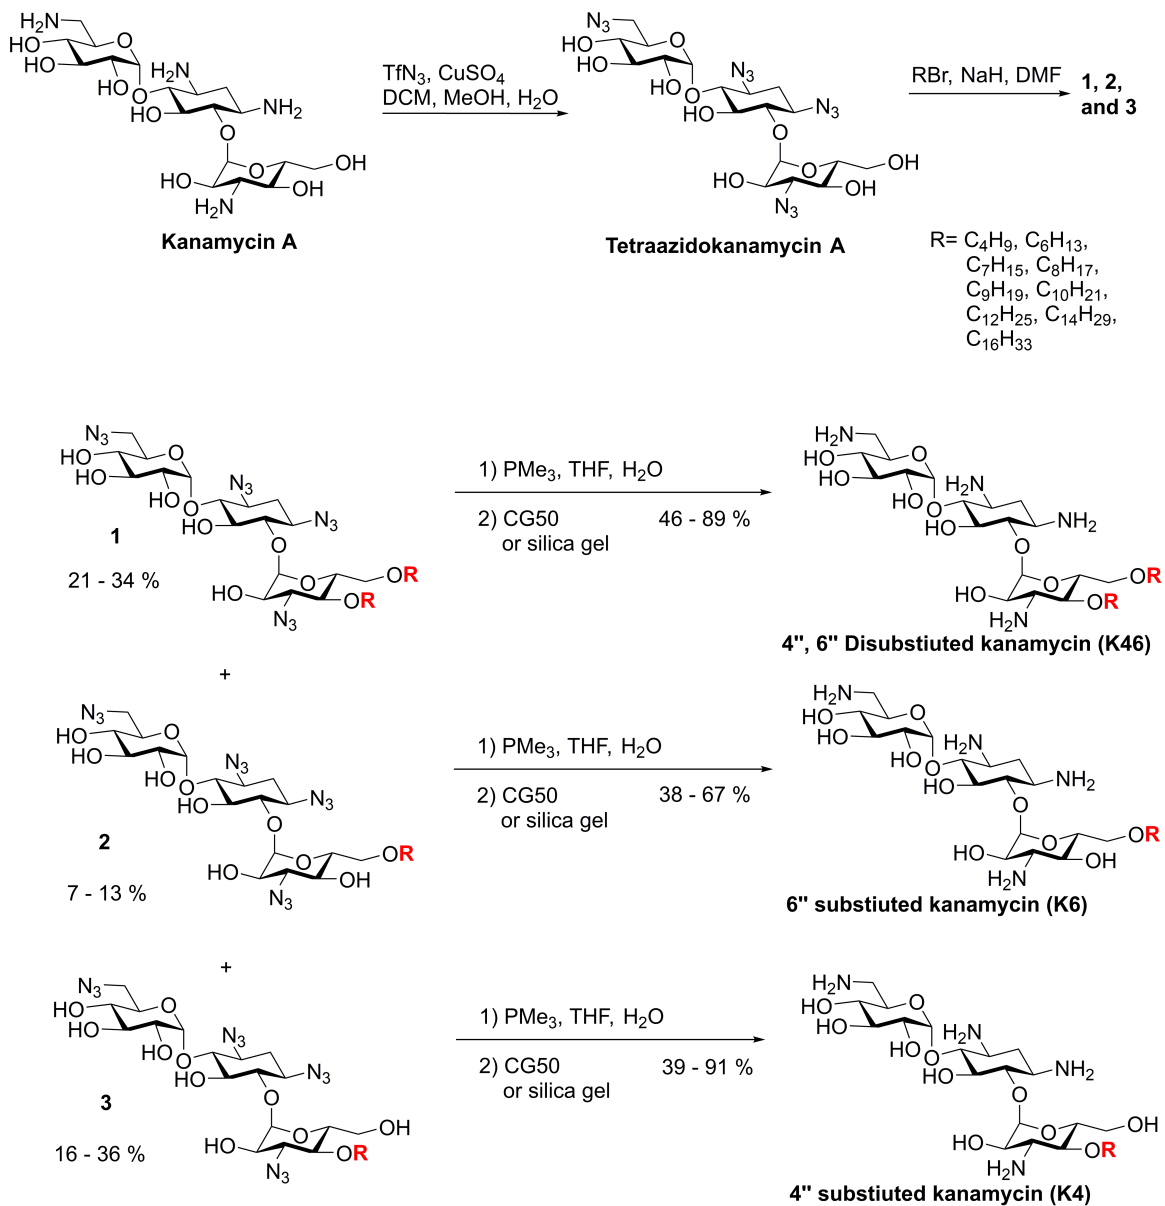 H₂N
O
HO
HO
HO
O
H₂N
HO
NH₂
O
O
OH
HO
OH
H₂N
Kanamycin A
TfN₃, CuSO₄
DCM, MeOH, H₂O
N₃
O
HO
HO
HO
O
N₃
HO
N₃
O
O
OH
HO
OH
N₃
Tetraazidokanamycin A
RBr, NaH, DMF
1, 2,
and 3
R= C₄H₉, C₆H₁₃,
C₇H₁₅, C₈H₁₇,
C₉H₁₉, C₁₀H₂₁,
C₁₂H₂₅, C₁₄H₂₉,
C₁₆H₃₃
N₃
O
HO
HO
HO
O
N₃
HO
N₃
O
O
OR
HO
OR
N₃
1
21 - 34 %
1) PMe₃, THF, H₂O
2) CG50
or silica gel
46 - 89 %
H₂N
O
HO
HO
HO
O
H₂N
HO
NH₂
O
O
OR
HO
OR
H₂N
4'', 6'' Disubstiuted kanamycin (K46)
+
N₃
O
HO
HO
HO
O
N₃
HO
N₃
O
O
OR
HO
OH
N₃
2
7 - 13 %
1) PMe₃, THF, H₂O
2) CG50
or silica gel
38 - 67 %
H₂N
O
HO
HO
HO
O
H₂N
HO
NH₂
O
O
OR
HO
OH
H₂N
6'' substiuted kanamycin (K6)
+
N₃
O
HO
HO
HO
O
N₃
HO
N₃
O
O
OH
HO
OR
N₃
3
16 - 36 %
1) PMe₃, THF, H₂O
2) CG50
or silica gel
39 - 91 %
H₂N
O
HO
HO
HO
O
H₂N
HO
NH₂
O
O
OH
HO
OR
H₂N
4'' substiuted kanamycin (K4)